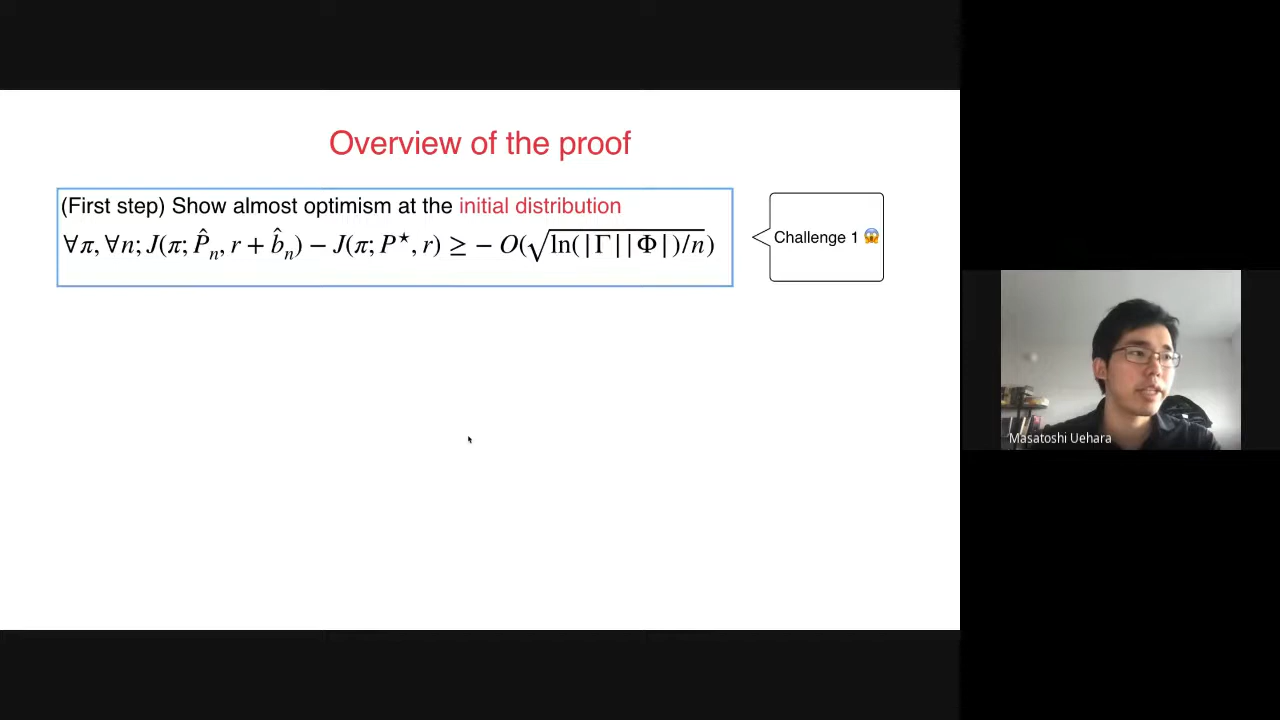 Overview of the proof
(First step) Show almost optimism at the initial distribution
∀π, ∀n; J(π; P̂ₙ, r + b̂ₙ) − J(π; P⋆, r) ≥ − O(√ln(|Γ||Φ|)/n)
Challenge 1 😱
Masatoshi Uehara